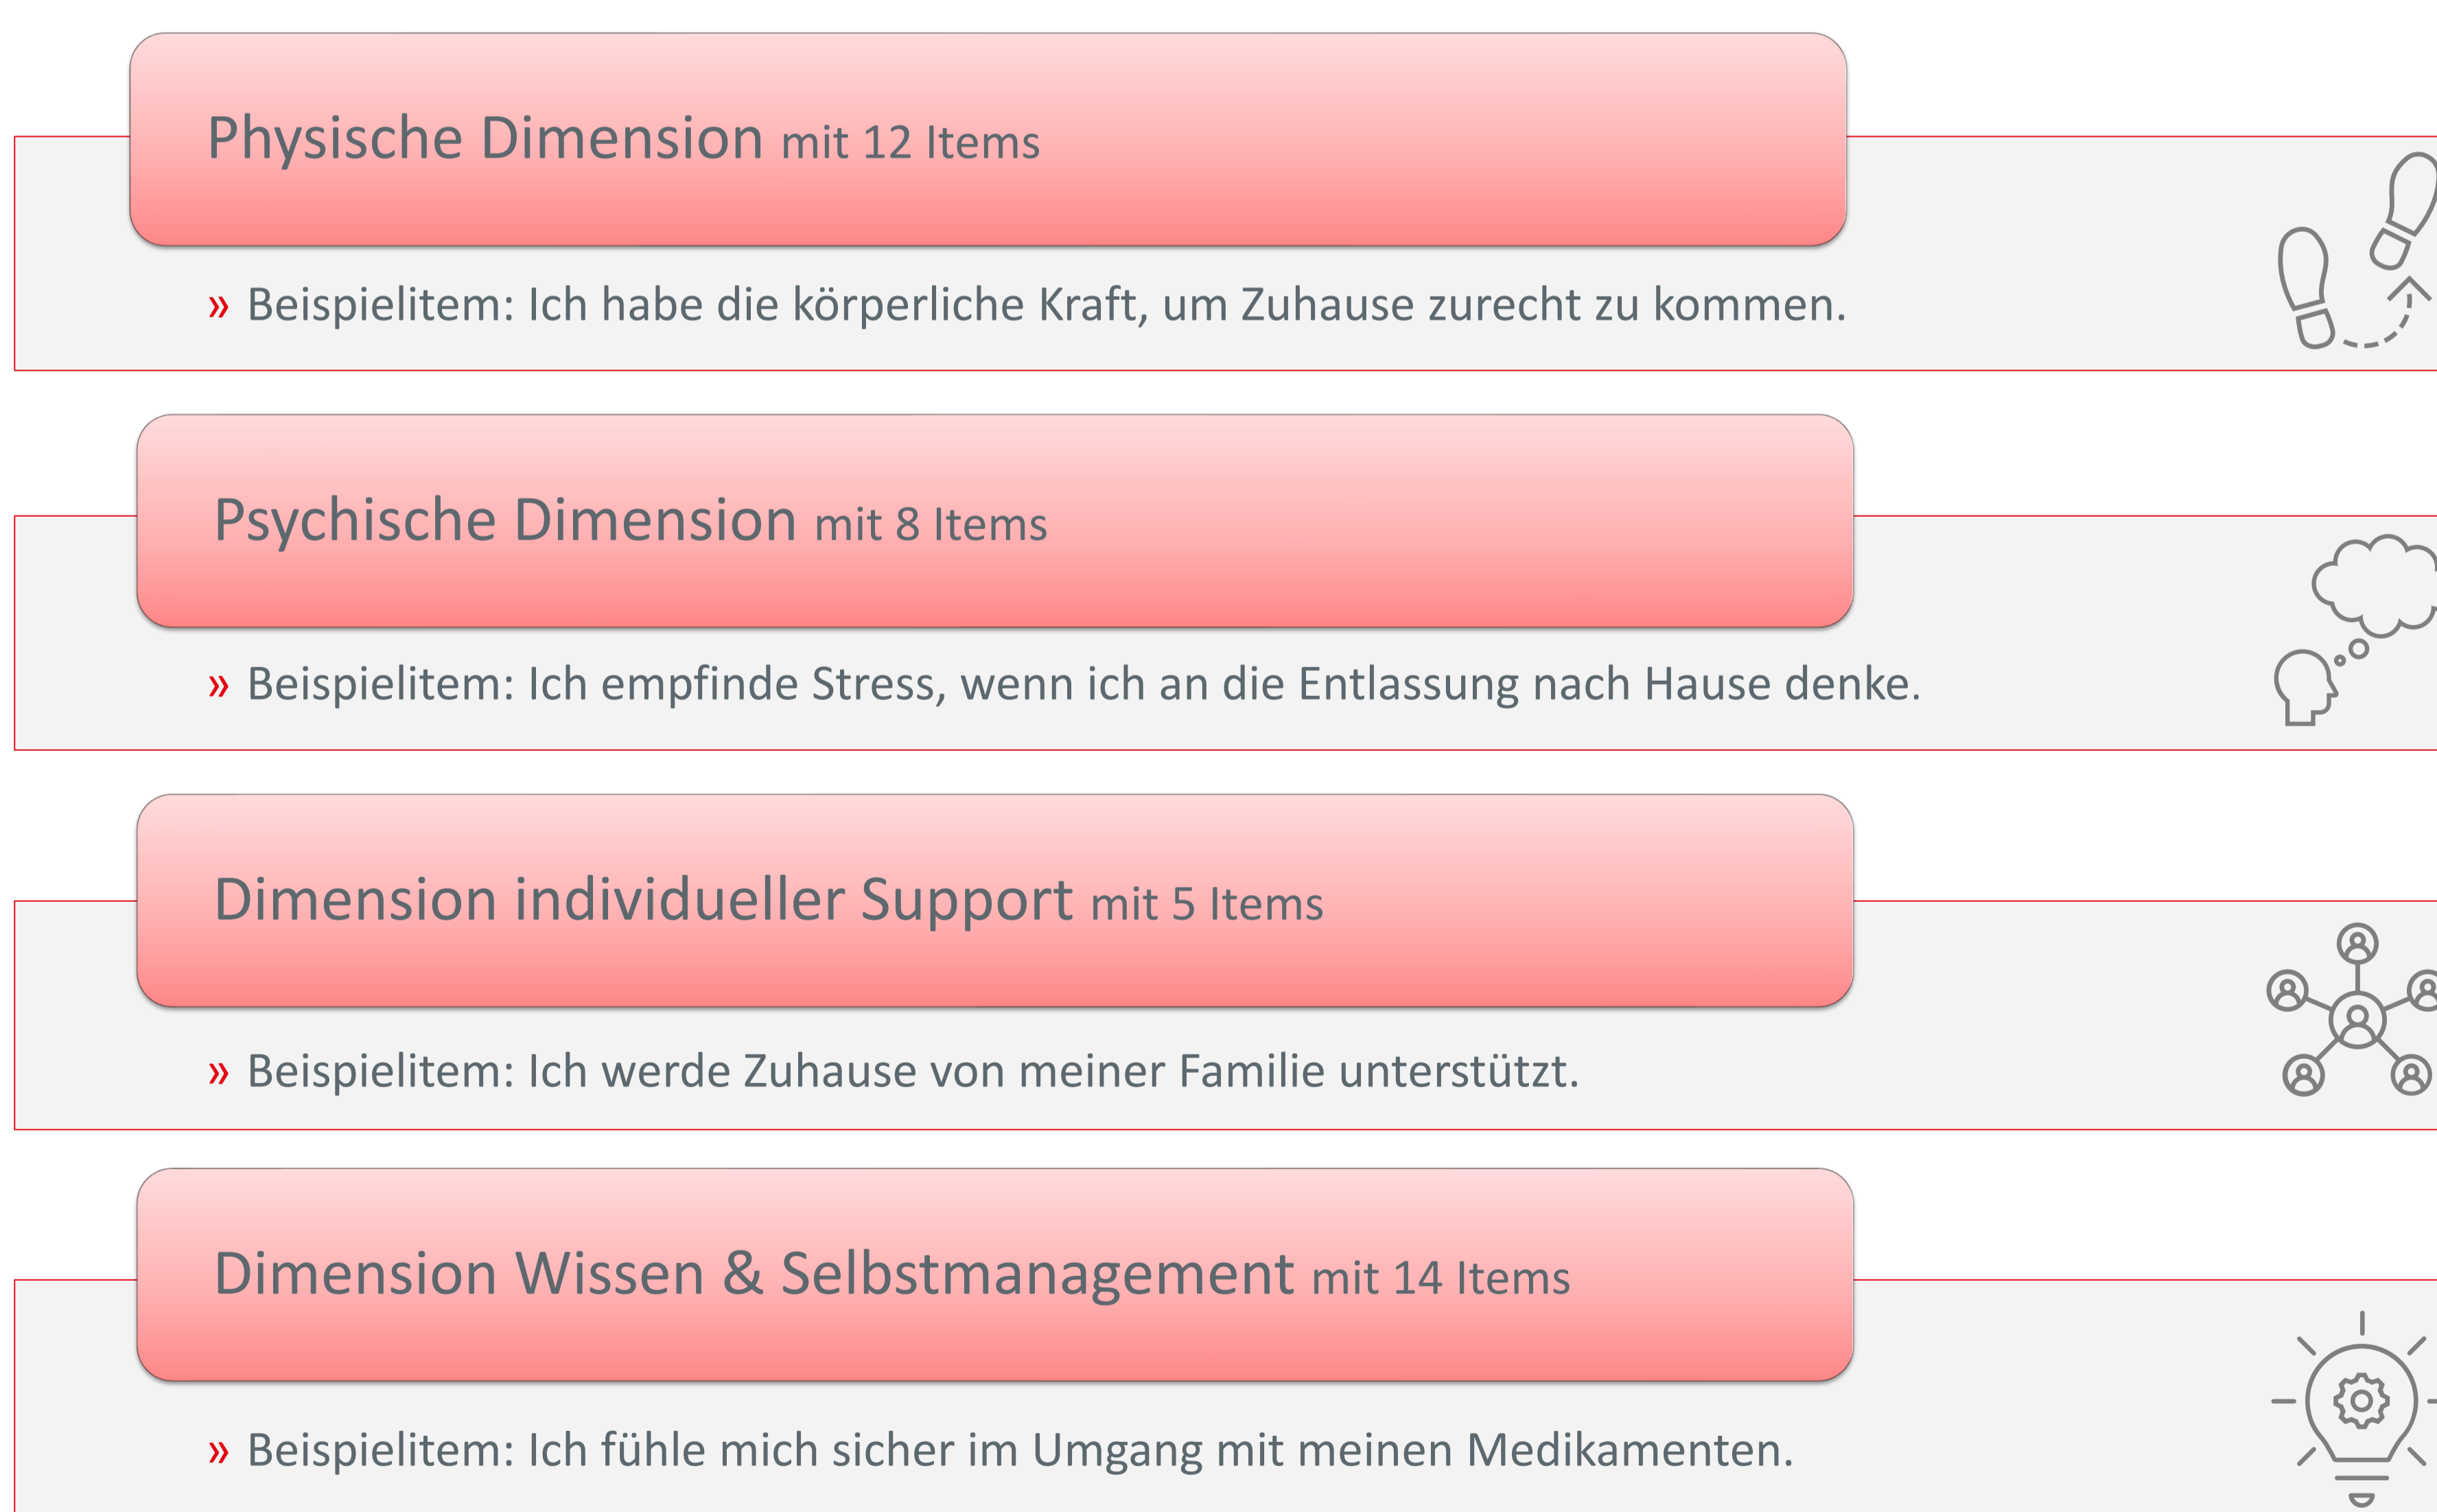 Physische Dimension mit 12 Items
» Beispielitem: Ich habe die körperliche Kraft, um Zuhause zurecht zu kommen.
Psychische Dimension mit 8 Items
» Beispielitem: Ich empfinde Stress, wenn ich an die Entlassung nach Hause denke.
Dimension individueller Support mit 5 Items
» Beispielitem: Ich werde Zuhause von meiner Familie unterstützt.
Dimension Wissen & Selbstmanagement mit 14 Items
» Beispielitem: Ich fühle mich sicher im Umgang mit meinen Medikamenten.